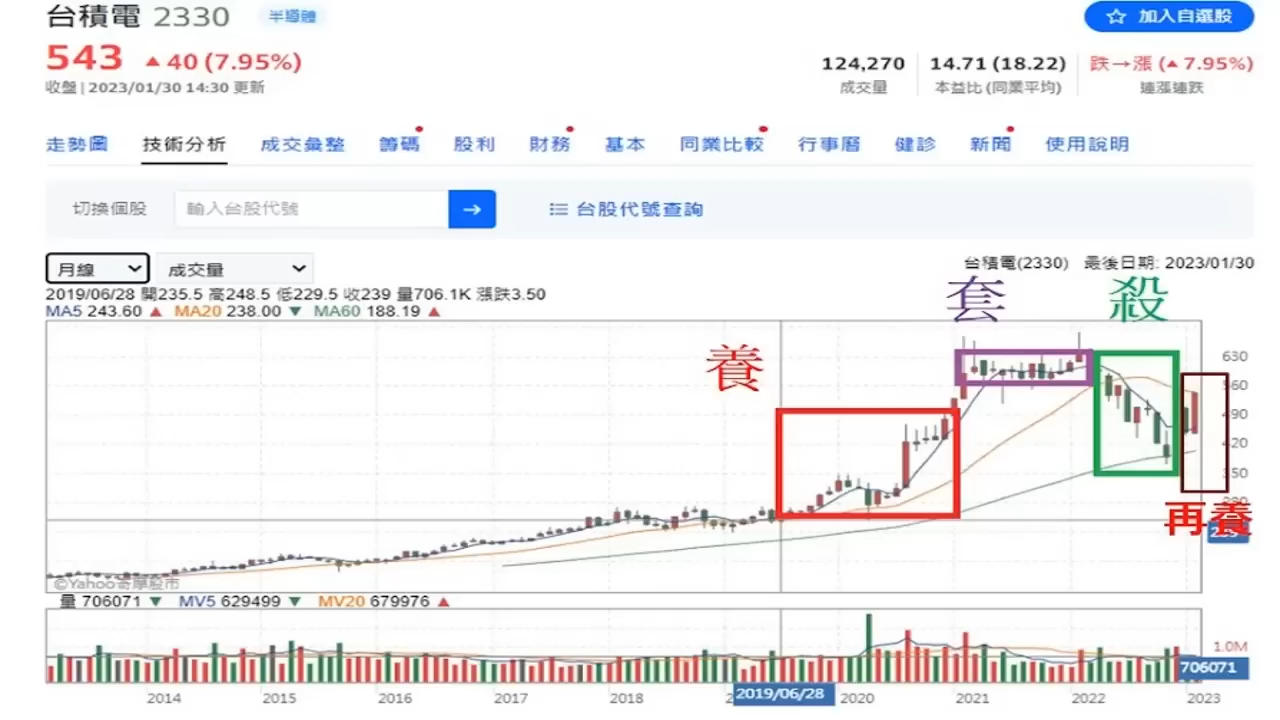 台積電 2330 半導體
加入自選股
543 ▲ 40 (7.95%)
收盤 | 2023/01/30 14:30 更新
124,270 14.71 (18.22) 跌→漲 (▲ 7.95%)
成交量 本益比 (同業平均) 連漲連跌
走勢圖 技術分析 成交彙整 籌碼 股利 財務 基本 同業比較 行事曆 健診 新聞 使用說明
切換個股 輸入台股代號 → 台股代號查詢
月線 成交量
台積電(2330) 最後日期: 2023/01/30
2019/06/28 開235.5 高248.5 低229.5 收239 量706.1K 漲跌3.50
MA5 243.60 ▲ MA20 238.00 ▼ MA60 188.19 ▲
套 殺
養
630
560
490
420
350
280
再養
©Yahoo奇摩股市
量 706071 ▼ MV5 629499 ▼ MV20 679976 ▲
1.0M
706071
2014 2015 2016 2017 2018 2019/06/28 2020 2021 2022 2023